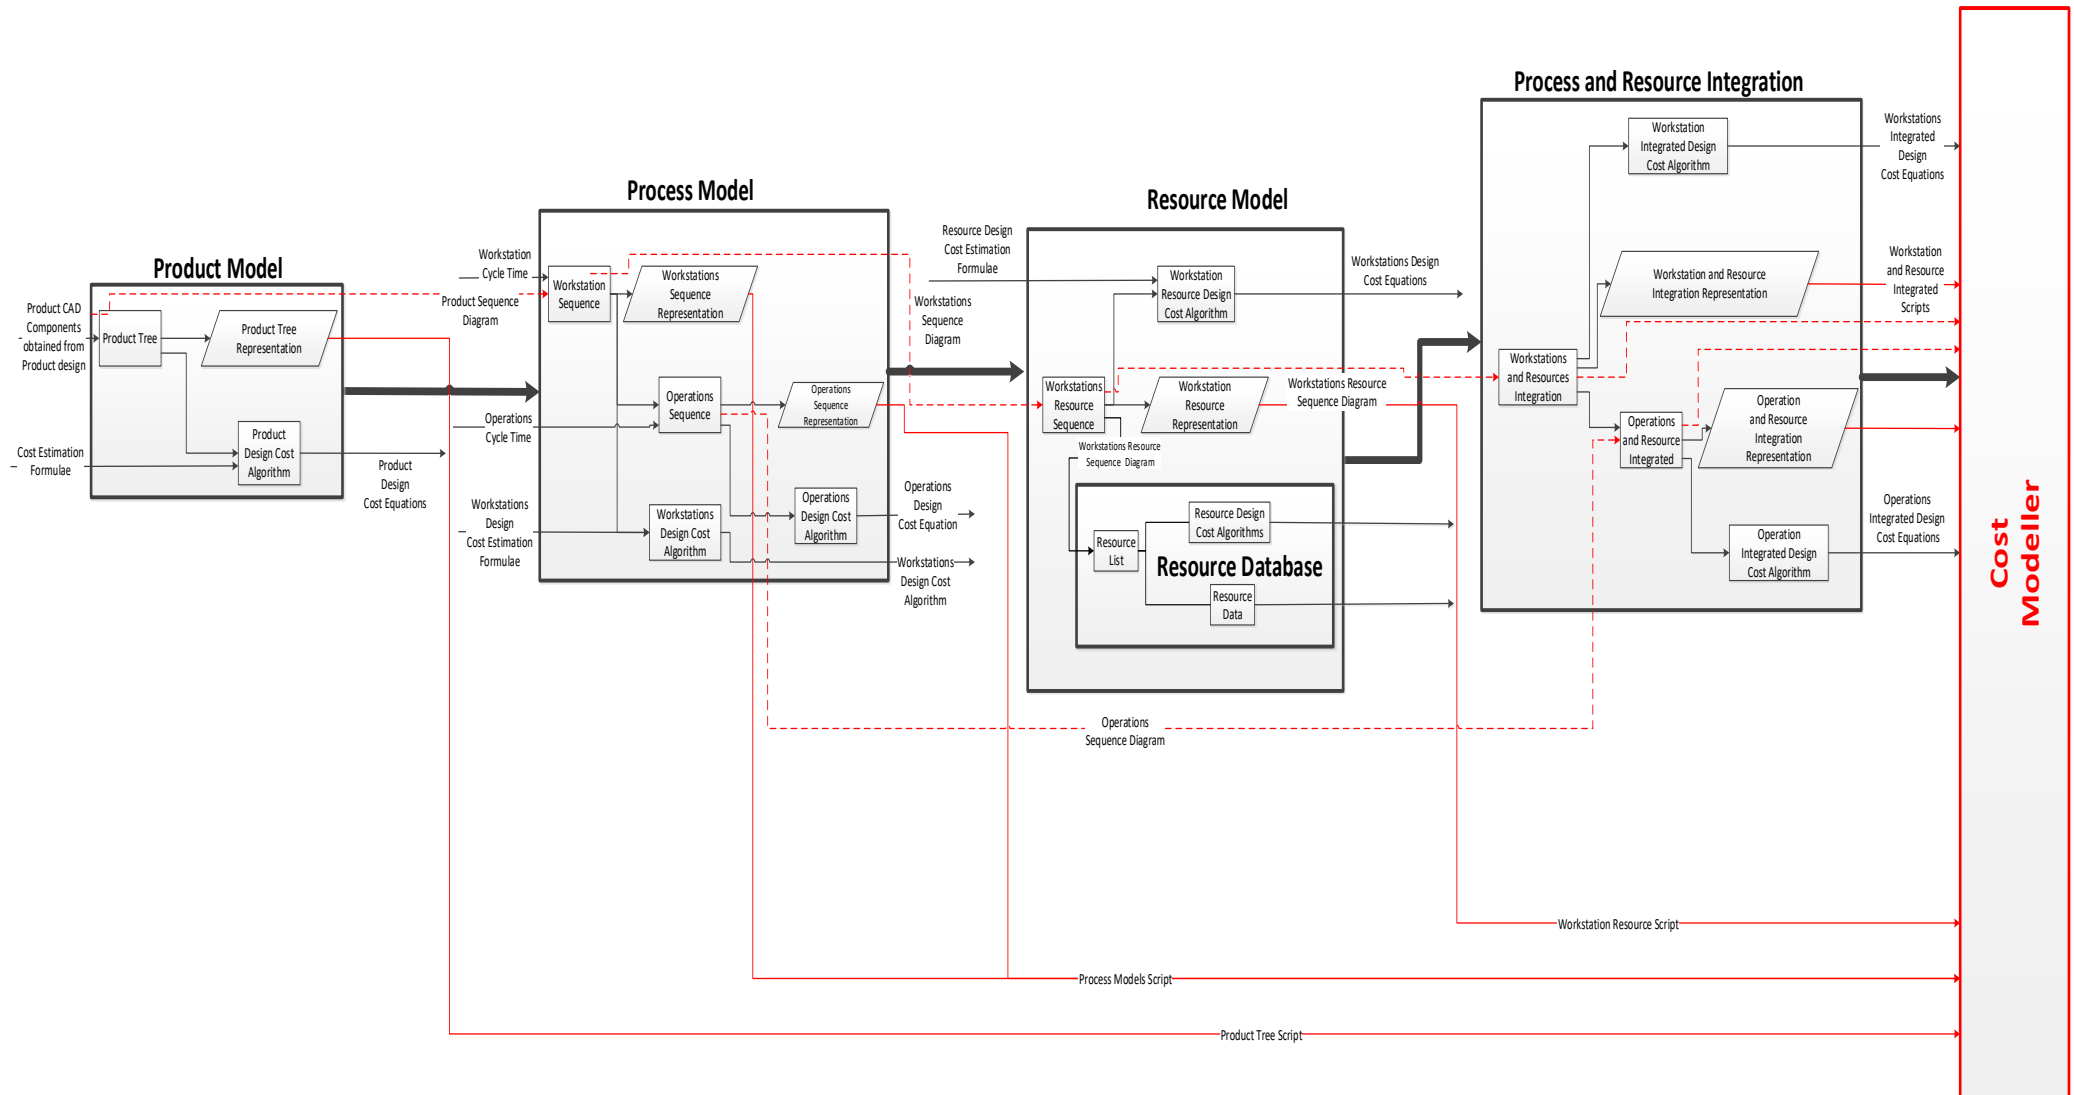 Product Model
Product CAD
Components
obtained from
Product design
Product Tree
Product Tree
Representation
Product
Design Cost
Algorithm
Cost Estimation
Formulae
Product
Design
Cost Equations
Product Sequence
Diagram
Process Model
Workstation
Cycle Time
Workstation
Sequence
Workstations
Sequence
Representation
Operations
Cycle Time
Operations
Sequence
Operations
Sequence
Representation
Workstations
Design
Cost Estimation
Formulae
Workstations
Design Cost
Algorithm
Operations
Design Cost
Algorithm
Operations
Design
Cost Equation
Workstations
Design Cost
Algorithm
Workstations
Sequence
Diagram
Resource Model
Resource Design
Cost Estimation
Formulae
Workstation
Resource Design
Cost Algorithm
Workstations Design
Cost Equations
Workstations
Resource
Sequence
Workstation
Resource
Representation
Workstations Resource
Sequence Diagram
Workstations Resource
Sequence Diagram
Resource Design
Cost Algorithms
Resource
List
Resource Database
Resource
Data
Operations
Sequence Diagram
Process and Resource Integration
Workstation
Integrated Design
Cost Algorithm
Workstations
Integrated
Design
Cost Equations
Workstation and Resource
Integration Representation
Workstation
and Resource
Integrated
Scripts
Workstations
and Resources
Integration
Operations
and Resource
Integrated
Operation
and Resource
Integration
Representation
Operation
Integrated Design
Cost Algorithm
Operations
Integrated Design
Cost Equations
Workstation Resource Script
Process Models Script
Product Tree Script
Cost
Modeller